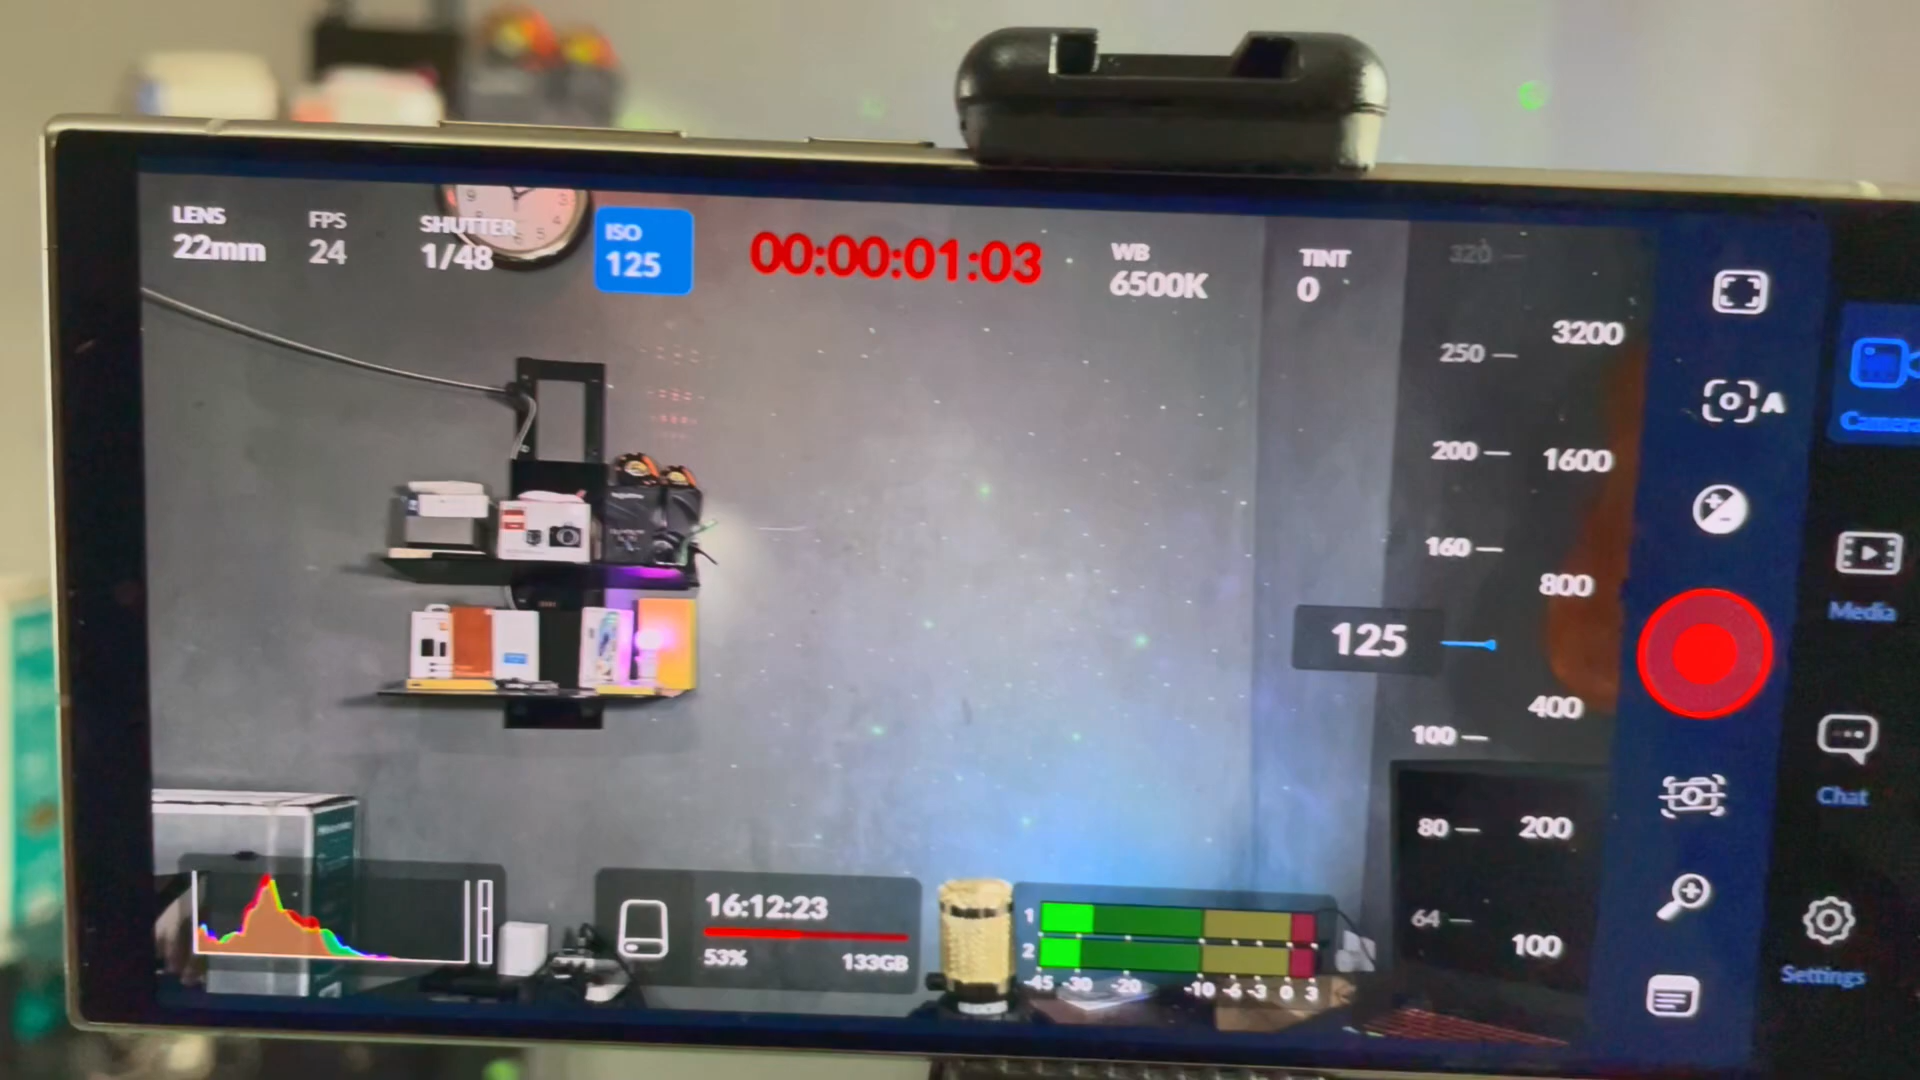 LENS
22mm
FPS
24
SHUTTER
1/48
ISO
125
00:00:01:03
WB
6500K
TINT
0
320
250
200
160
125
100
80
64
3200
1600
800
400
200
100
A
Camera
Media
Chat
Settings
16:12:23
53%
133GB
1
2
-45 -30 -20 -10 -6 -3 0 3